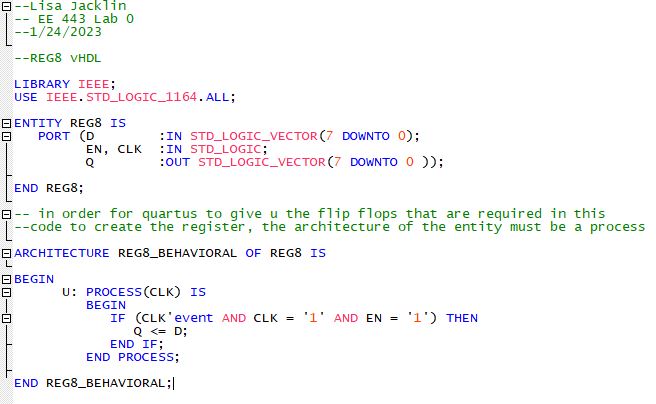 --Lisa Jacklin
-- EE 443 Lab 0
--1/24/2023
--REG8 vHDL
LIBRARY IEEE;
USE IEEE.STD_LOGIC_1164.ALL;
ENTITY REG8 IS
PORT (D :IN STD_LOGIC_VECTOR(7 DOWNTO 0);
EN, CLK :IN STD_LOGIC;
Q :OUT STD_LOGIC_VECTOR(7 DOWNTO 0 ));
END REG8;
-- in order for quartus to give u the flip flops that are required in this
--code to create the register, the architecture of the entity must be a process
ARCHITECTURE REG8_BEHAVIORAL OF REG8 IS
BEGIN
U: PROCESS(CLK) IS
BEGIN
IF (CLK'event AND CLK = '1' AND EN = '1') THEN
Q <= D;
END IF;
END PROCESS;
END REG8_BEHAVIORAL;